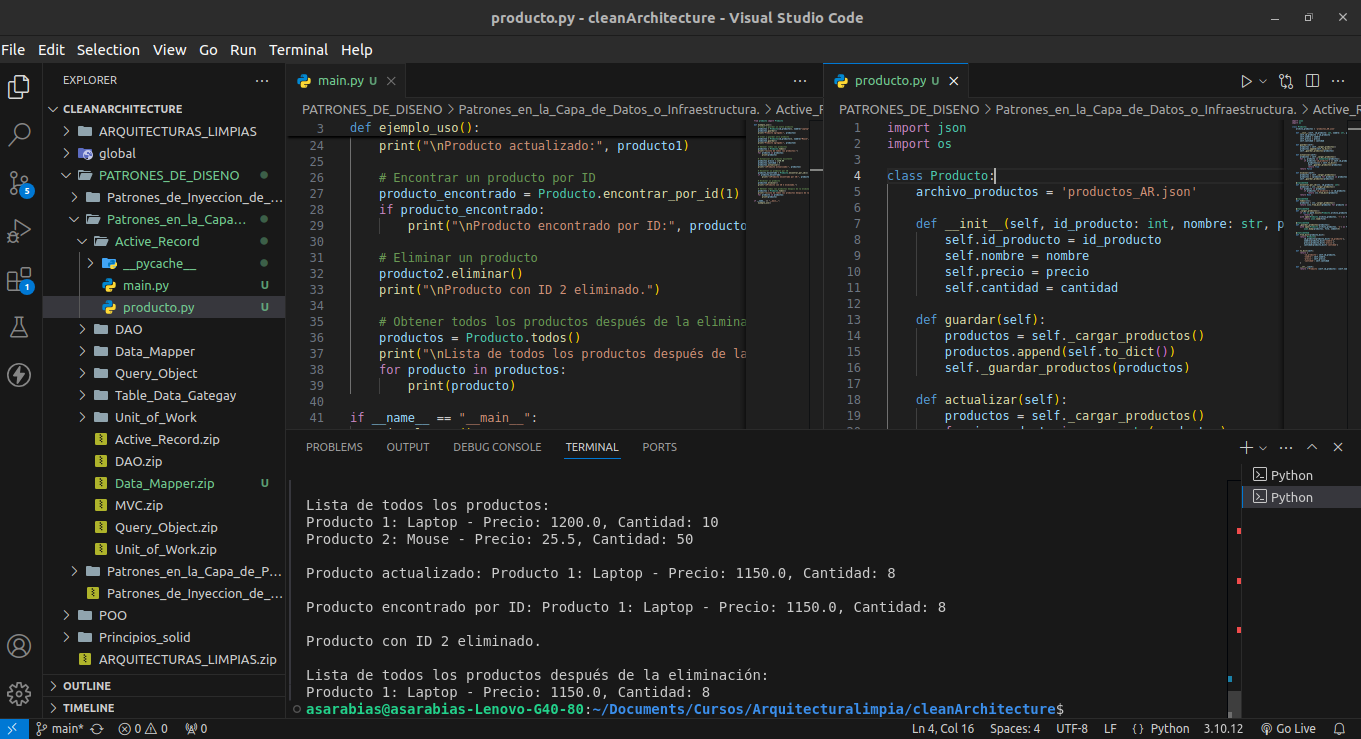 producto.py - cleanArchitecture - Visual Studio Code
File Edit Selection View Go Run Terminal Help
EXPLORER
CLEANARCHITECTURE
ARQUITECTURAS_LIMPIAS
global
PATRONES_DE_DISENO
Patrones_de_Inyeccion_de_...
Patrones_en_la_Capa...
Active_Record
__pycache__
main.py U
producto.py U
DAO
Data_Mapper
Query_Object
Table_Data_Gategay
Unit_of_Work
Active_Record.zip
DAO.zip
Data_Mapper.zip U
MVC.zip
Query_Object.zip
Unit_of_Work.zip
Patrones_en_la_Capa_de_P...
Patrones_de_Inyeccion_de_...
POO
Principios_solid
ARQUITECTURAS_LIMPIAS.zip
OUTLINE
TIMELINE
5
1
main.py U
PATRONES_DE_DISENO > Patrones_en_la_Capa_de_Datos_o_Infraestructura. > Active_R
3 def ejemplo_uso():
24 print("\nProducto actualizado:", producto1)
25
26 # Encontrar un producto por ID
27 producto_encontrado = Producto.encontrar_por_id(1)
28 if producto_encontrado:
29 print("\nProducto encontrado por ID:", producto
30
31 # Eliminar un producto
32 producto2.eliminar()
33 print("\nProducto con ID 2 eliminado.")
34
35 # Obtener todos los productos después de la elimina
36 productos = Producto.todos()
37 print("\nLista de todos los productos después de la
38 for producto in productos:
39 print(producto)
40
41 if __name__ == "__main__":
producto.py U
PATRONES_DE_DISENO > Patrones_en_la_Capa_de_Datos_o_Infraestructura. > Active_R
1 import json
2 import os
3
4 class Producto:
5 archivo_productos = 'productos_AR.json'
6
7 def __init__(self, id_producto: int, nombre: str, p
8 self.id_producto = id_producto
9 self.nombre = nombre
10 self.precio = precio
11 self.cantidad = cantidad
12
13 def guardar(self):
14 productos = self._cargar_productos()
15 productos.append(self.to_dict())
16 self._guardar_productos(productos)
17
18 def actualizar(self):
19 productos = self._cargar_productos()
PROBLEMS OUTPUT DEBUG CONSOLE TERMINAL PORTS
Python
Python
Lista de todos los productos:
Producto 1: Laptop - Precio: 1200.0, Cantidad: 10
Producto 2: Mouse - Precio: 25.5, Cantidad: 50
Producto actualizado: Producto 1: Laptop - Precio: 1150.0, Cantidad: 8
Producto encontrado por ID: Producto 1: Laptop - Precio: 1150.0, Cantidad: 8
Producto con ID 2 eliminado.
Lista de todos los productos después de la eliminación:
Producto 1: Laptop - Precio: 1150.0, Cantidad: 8
asarabias@asarabias-Lenovo-G40-80:~/Documents/Cursos/Arquitecturalimpia/cleanArchitecture$
main* 0 0 0 Ln 4, Col 16 Spaces: 4 UTF-8 LF {} Python 3.10.12 Go Live